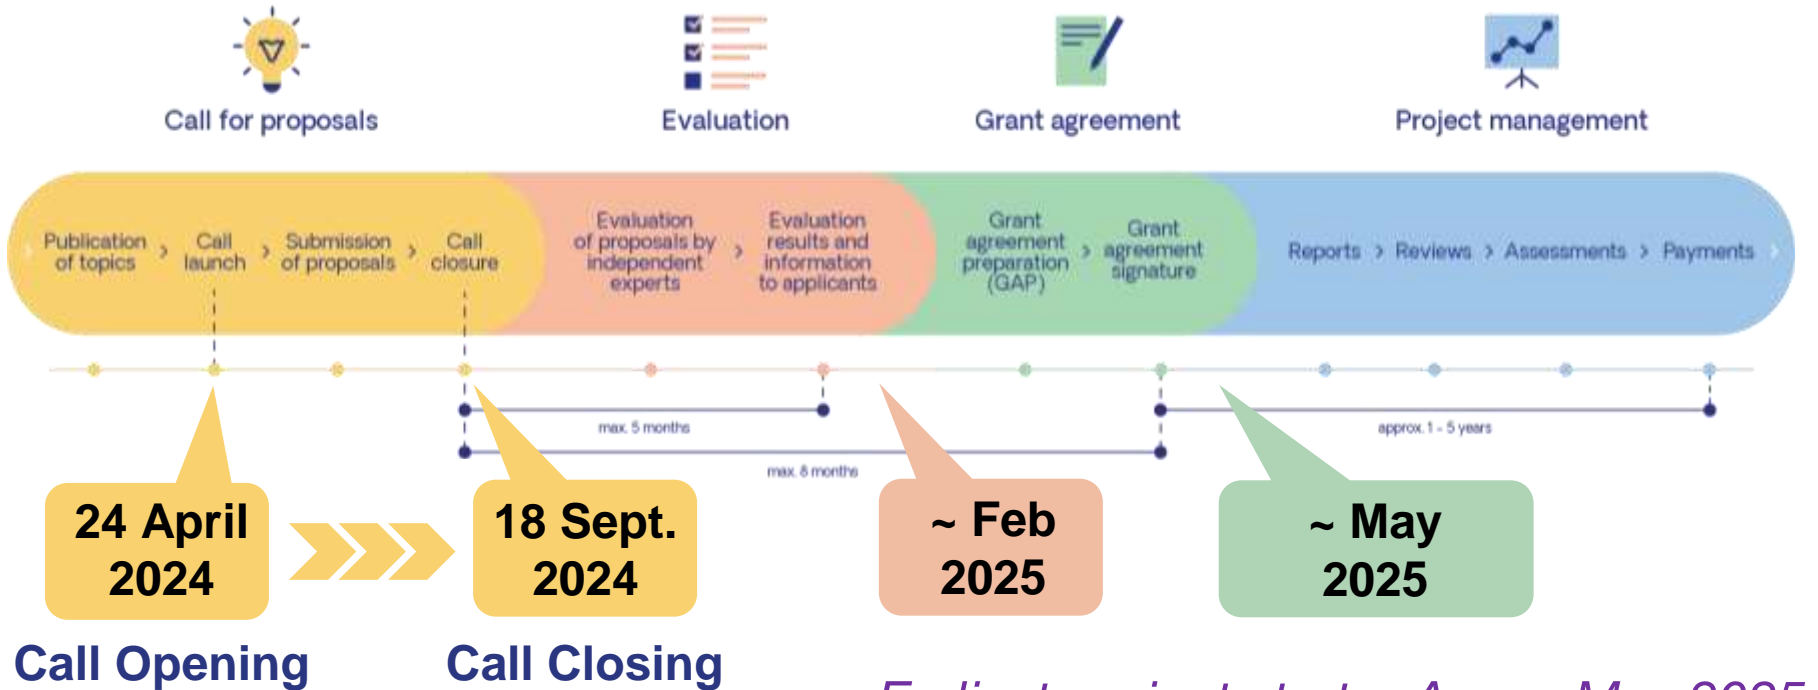 Call for proposals
Evaluation
Grant agreement
Project management
Publication
of topics
>
Call
launch
>
Submission
of proposals
>
Call
closure
Evaluation
of proposals by
independent
experts
>
Evaluation
results and
information
to applicants
Grant
agreement
preparation
(GAP)
>
Grant
agreement
signature
Reports > Reviews > Assessments > Payments >
max. 5 months
max. 8 months
approx. 1 - 5 years
24 April
2024
18 Sept.
2024
~ Feb
2025
~ May
2025
Call Opening
Call Closing